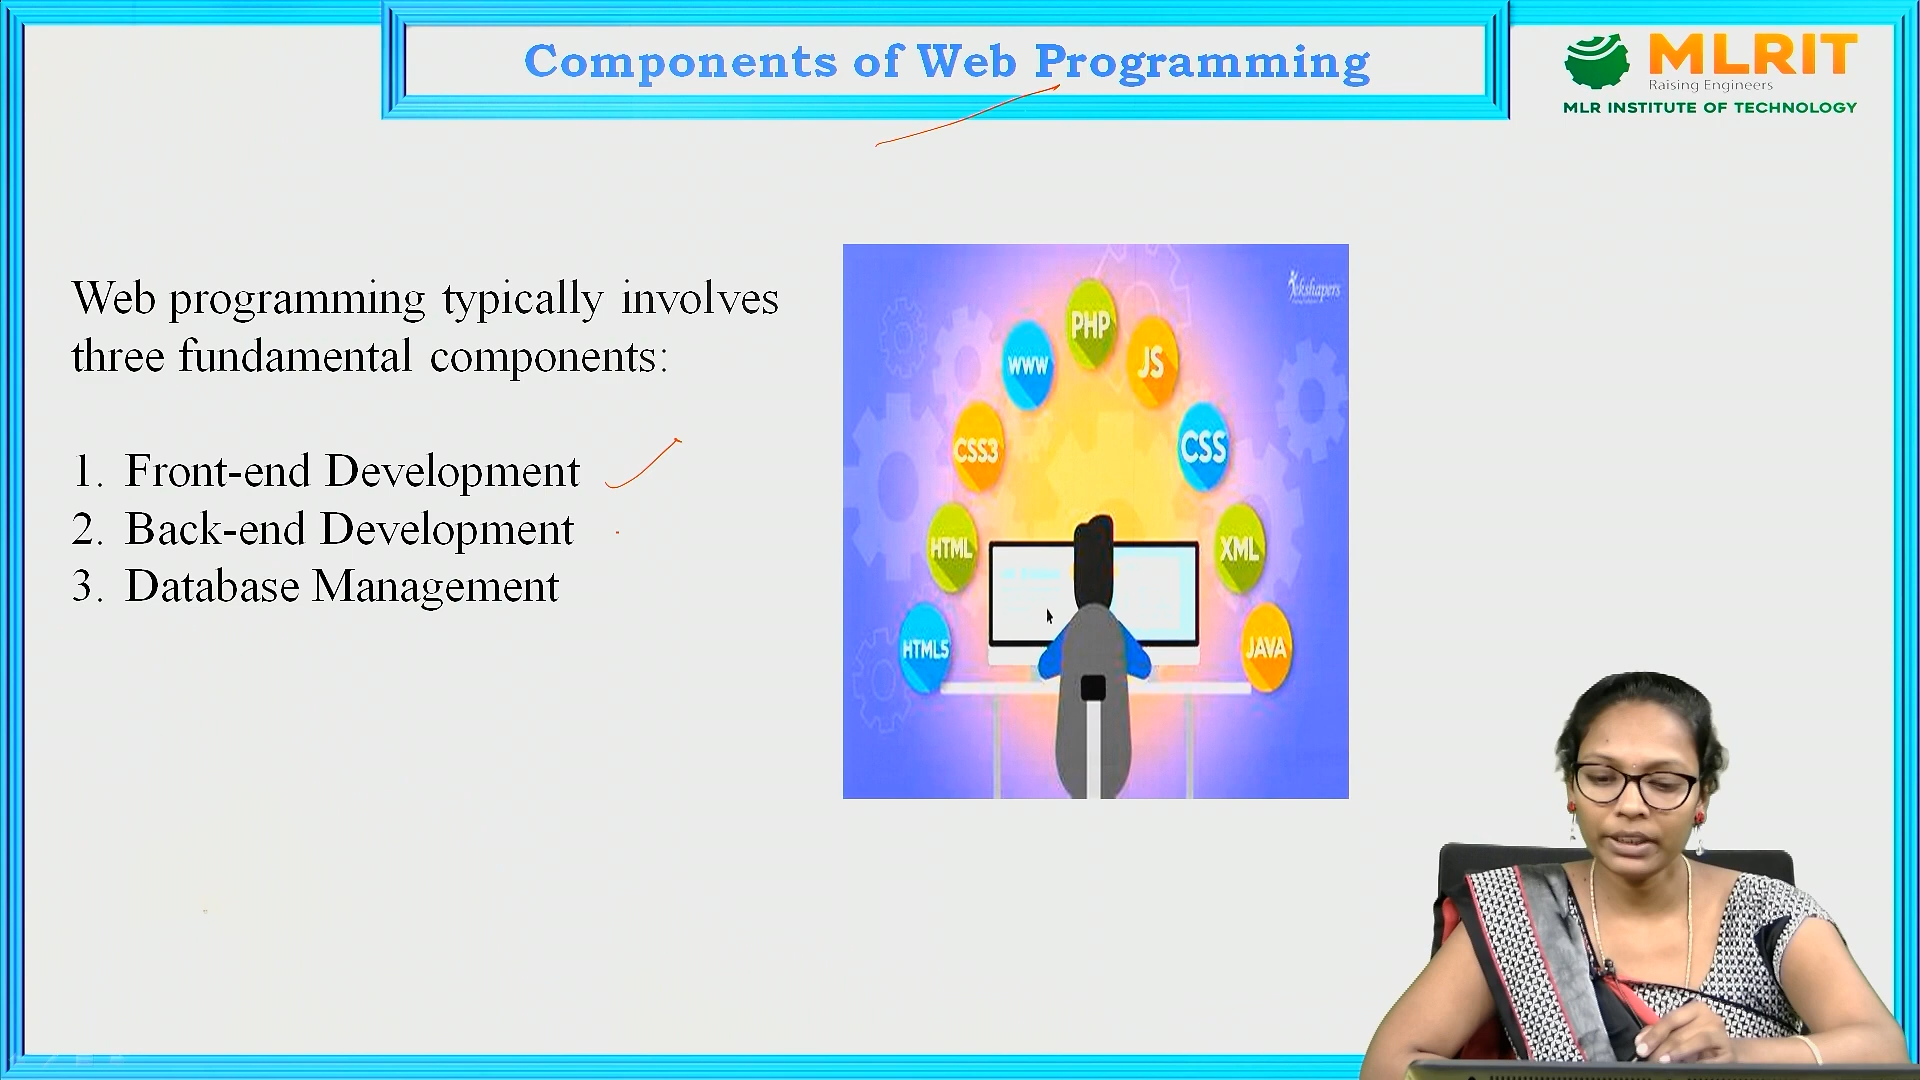 Components of Web Programming
MLRIT
Raising Engineers
MLR INSTITUTE OF TECHNOLOGY
Web programming typically involves
three fundamental components:
1. Front-end Development
2. Back-end Development
3. Database Management
PHP
WWW
JS
CSS3
CSS
HTML
XML
HTML5
JAVA